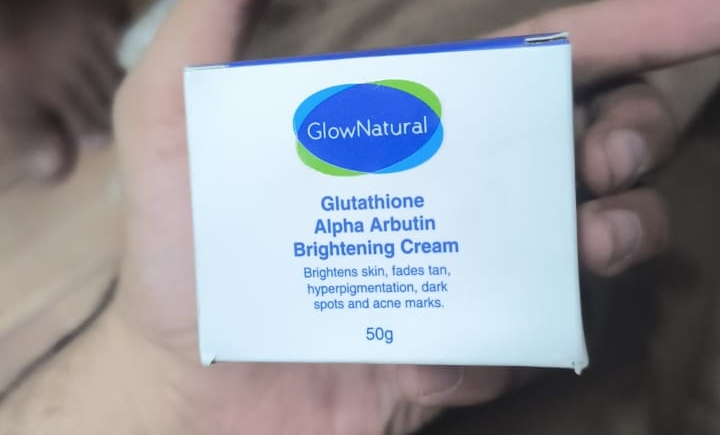 GlowNatural
Glutathione
Alpha Arbutin
Brightening Cream
Brightens skin, fades tan,
hyperpigmentation, dark
spots and acne marks.
50g